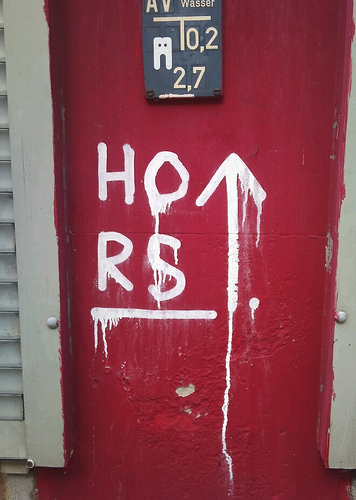 AV Wasser
0,2
2,7
HO
RS